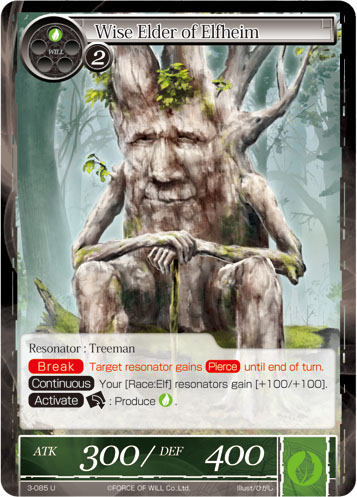 Wise Elder of Elfheim
WILL
2
Resonator : Treeman
Break Target resonator gains Pierce until end of turn.
Continuous Your [Race:Elf] resonators gain [+100/+100].
Activate : Produce .
3-085 U ©FORCE OF WILL Co.,Ltd. Illust/ひがし
ATK 300/ DEF 400